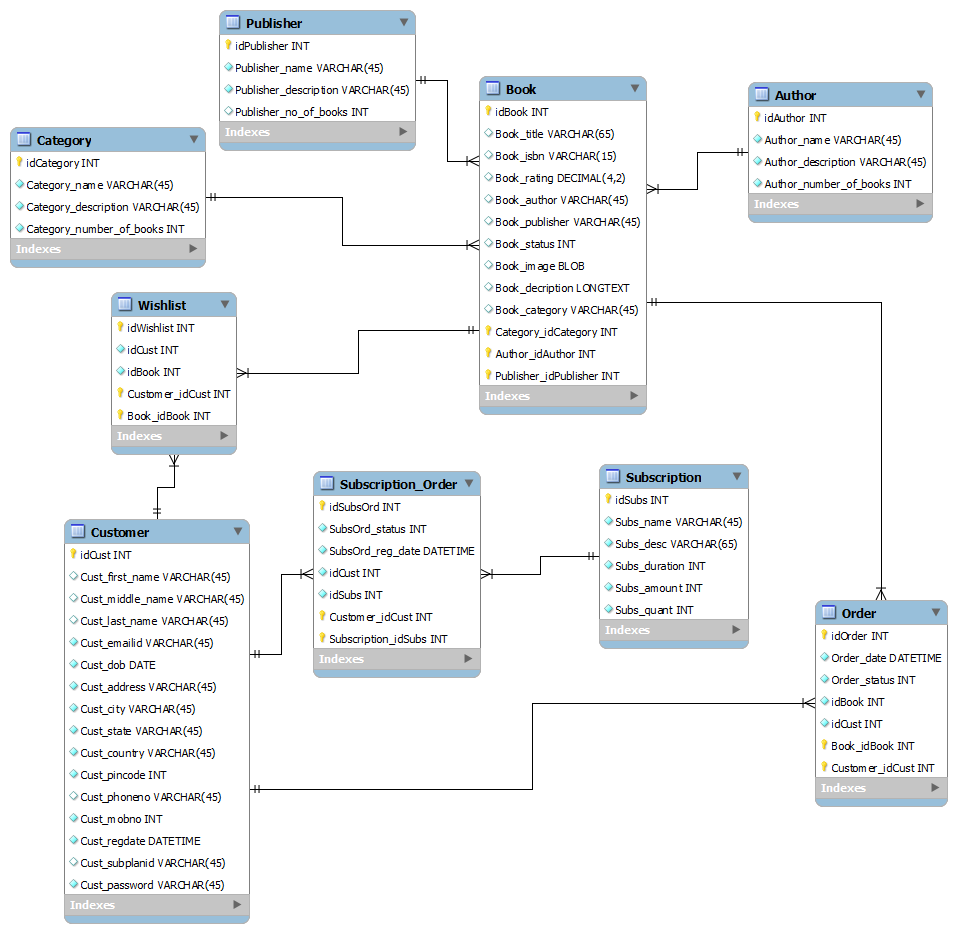 Publisher
idPublisher INT
Publisher_name VARCHAR(45)
Publisher_description VARCHAR(45)
Publisher_no_of_books INT
Indexes
Book
idBook INT
Book_title VARCHAR(65)
Book_isbn VARCHAR(15)
Book_rating DECIMAL(4,2)
Book_author VARCHAR(45)
Book_publisher VARCHAR(45)
Book_status INT
Book_image BLOB
Book_decription LONGTEXT
Book_category VARCHAR(45)
Category_idCategory INT
Author_idAuthor INT
Publisher_idPublisher INT
Indexes
Author
idAuthor INT
Author_name VARCHAR(45)
Author_description VARCHAR(45)
Author_number_of_books INT
Indexes
Category
idCategory INT
Category_name VARCHAR(45)
Category_description VARCHAR(45)
Category_number_of_books INT
Indexes
Wishlist
idWishlist INT
idCust INT
idBook INT
Customer_idCust INT
Book_idBook INT
Indexes
Subscription_Order
idSubsOrd INT
SubsOrd_status INT
SubsOrd_reg_date DATETIME
idCust INT
idSubs INT
Customer_idCust INT
Subscription_idSubs INT
Indexes
Subscription
idSubs INT
Subs_name VARCHAR(45)
Subs_desc VARCHAR(65)
Subs_duration INT
Subs_amount INT
Subs_quant INT
Indexes
Customer
idCust INT
Cust_first_name VARCHAR(45)
Cust_middle_name VARCHAR(45)
Cust_last_name VARCHAR(45)
Cust_emailid VARCHAR(45)
Cust_dob DATE
Cust_address VARCHAR(45)
Cust_city VARCHAR(45)
Cust_state VARCHAR(45)
Cust_country VARCHAR(45)
Cust_pincode INT
Cust_phoneno VARCHAR(45)
Cust_mobno INT
Cust_regdate DATETIME
Cust_subplanid VARCHAR(45)
Cust_password VARCHAR(45)
Indexes
Order
idOrder INT
Order_date DATETIME
Order_status INT
idBook INT
idCust INT
Book_idBook INT
Customer_idCust INT
Indexes